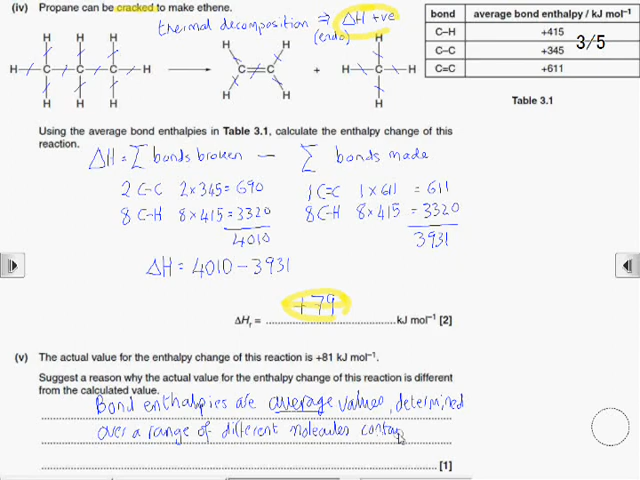 (iv) Propane can be cracked to make ethene.
thermal decomposition ⇒ ΔH +ve
(endo)
bond average bond enthalpy / kJ mol⁻¹
C–H +415
C–C +345
C=C +611
3/5
Table 3.1
H H H
H C C C H
H H H
H H
C C
H H
+
H
H C H
H
Using the average bond enthalpies in Table 3.1, calculate the enthalpy change of this
reaction.
ΔH = Σ bonds broken — Σ bonds made
2 C–C 2×345=690
8 C–H 8×415=3320
4010
1 C=C 1×611 =611
8 C–H 8×415 =3320
3931
ΔH = 4010 – 3931
+79
ΔHr = kJ mol⁻¹ [2]
(v) The actual value for the enthalpy change of this reaction is +81 kJ mol⁻¹.
Suggest a reason why the actual value for the enthalpy change of this reaction is different
from the calculated value.
Bond enthalpies are average values, determined
over a range of different molecules contain
[1]